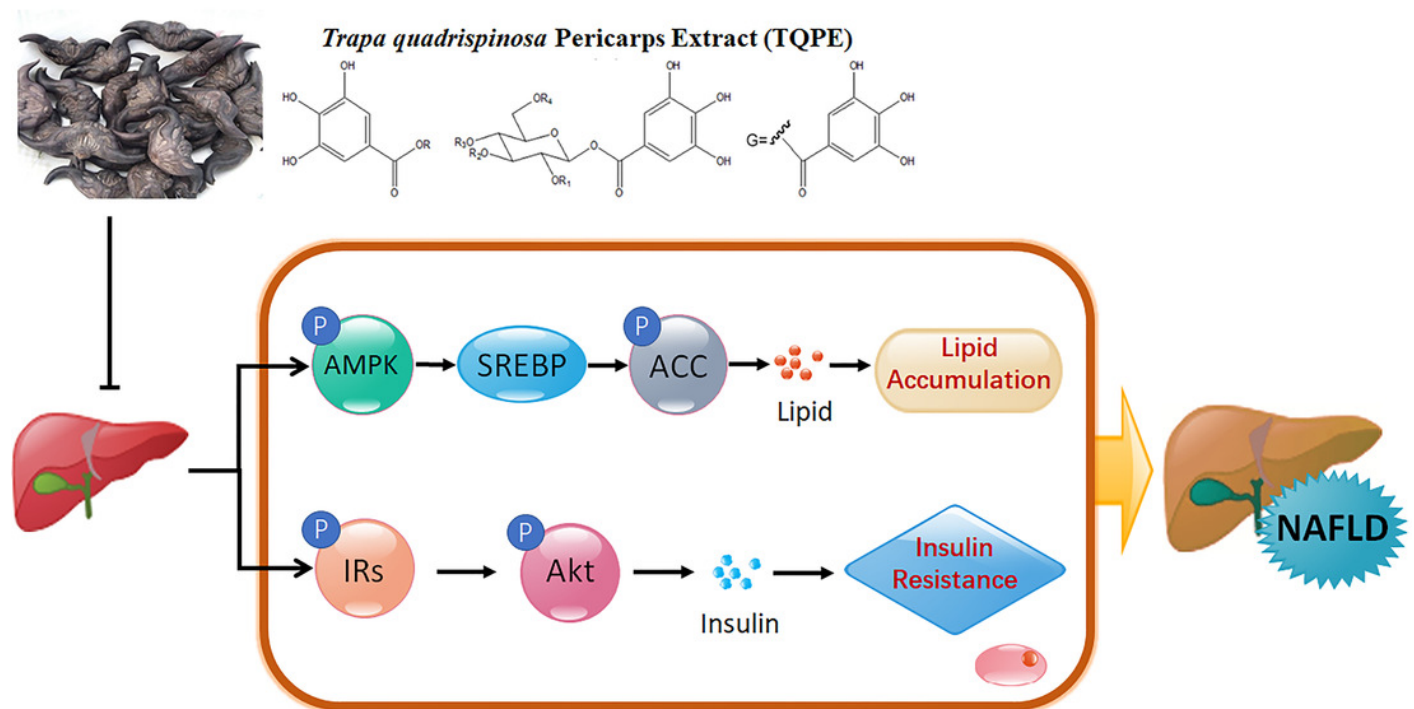 Trapa quadrispinosa Pericarps Extract (TQPE)
OH
HO
HO
OR
O
OR₄
O
R₃O
R₂O
OR₁
O
O
OH
OH
OH
G=
O
OH
OH
OH
P
AMPK
SREBP
P
ACC
Lipid
Lipid
Accumulation
P
IRs
P
Akt
Insulin
Insulin
Resistance
NAFLD